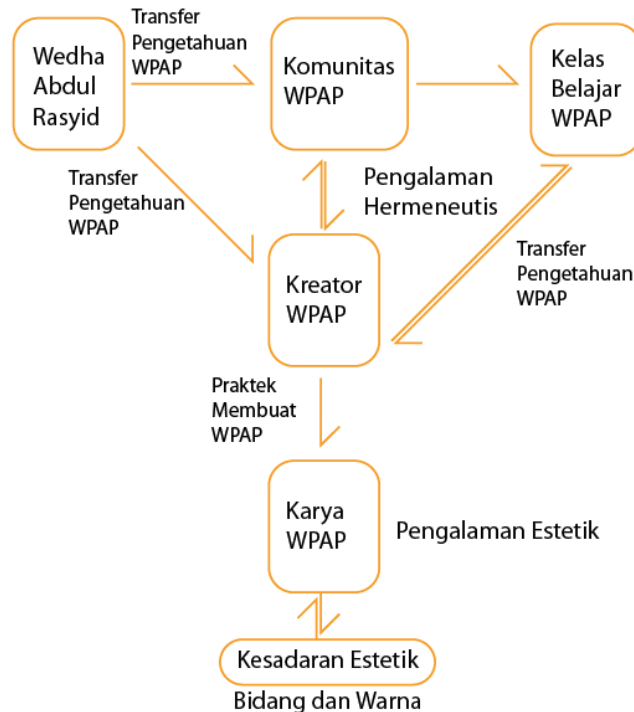 Transfer
Pengetahuan
WPAP
Wedha
Abdul
Rasyid
Komunitas
WPAP
Kelas
Belajar
WPAP
Transfer
Pengetahuan
WPAP
Pengalaman
Hermeneutis
Transfer
Pengetahuan
WPAP
Kreator
WPAP
Praktek
Membuat
WPAP
Karya
WPAP
Pengalaman Estetik
Kesadaran Estetik
Bidang dan Warna